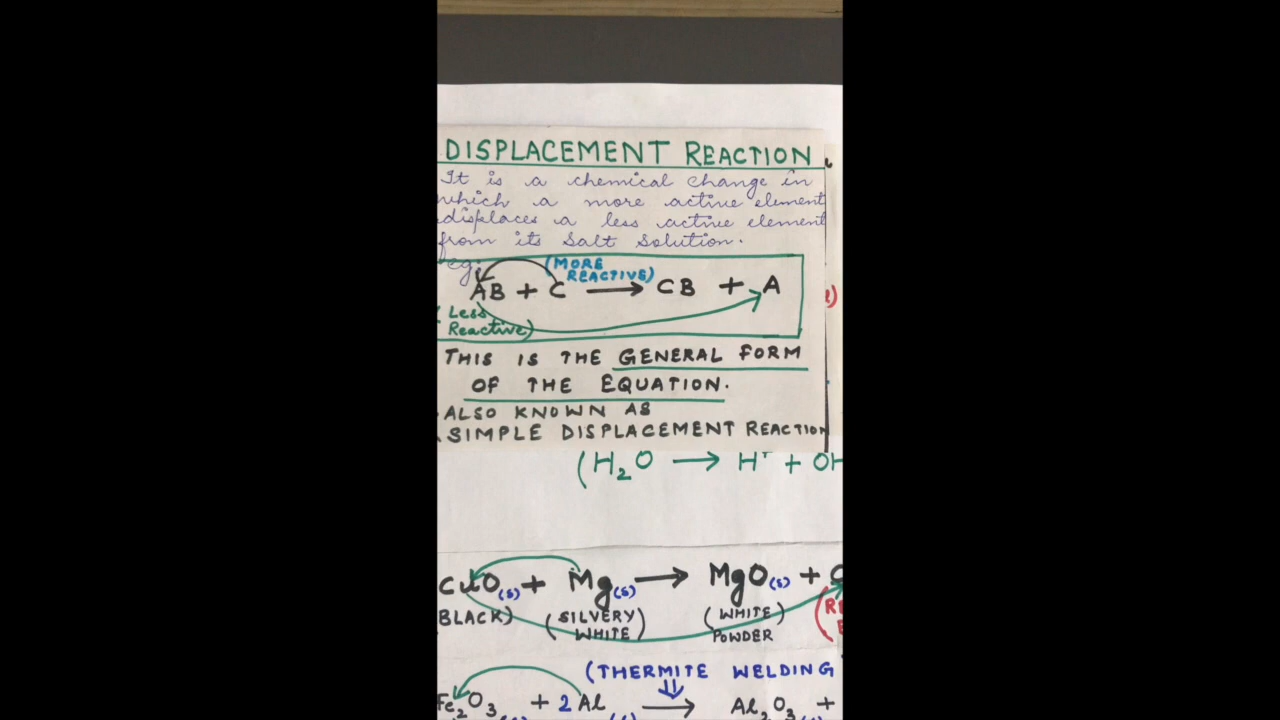 DISPLACEMENT REACTION
It is a chemical change in
which a more active element
displaces a less active element
from its salt solution.
eg:
(MORE REACTIVE)
AB + C → CB + A
(Less Reactive)
THIS IS THE GENERAL FORM
OF THE EQUATION.
ALSO KNOWN AS
SIMPLE DISPLACEMENT REACTION
(H₂O → H⁺ + OH
CuO(s) + Mg(s) → MgO(s) +
BLACK) (SILVERY WHITE) (WHITE) POWDER
(THERMITE WELDING
Fe₂O₃ + 2Al → Al₂O₃ +